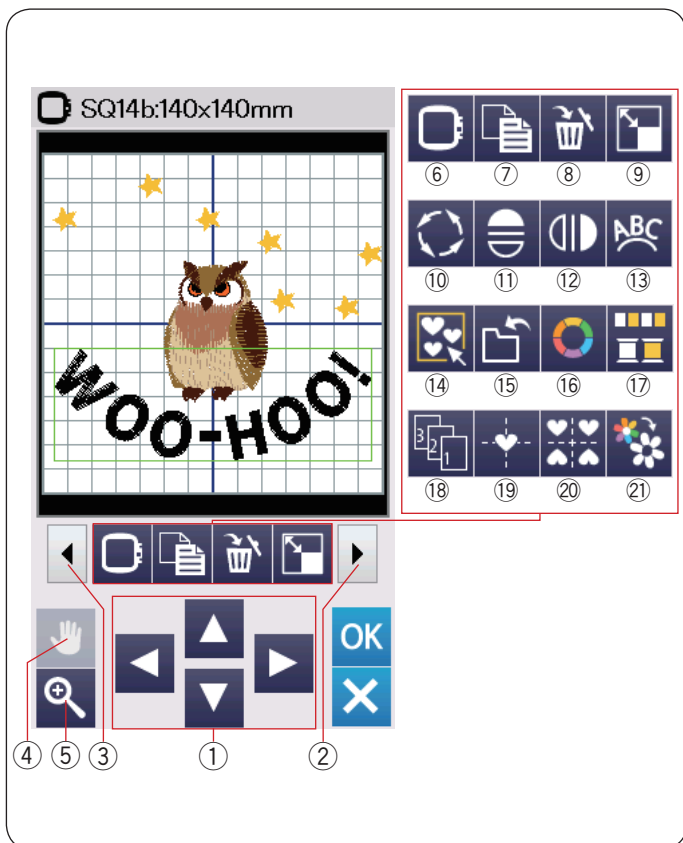 SQ14b:140x140mm
⑥ ⑦ ⑧ ⑨
ABC
⑩ ⑪ ⑫ ⑬
⑭ ⑮ ⑯ ⑰
3 2 1
⑱ ⑲ ⑳ ㉑
WOO-HOO!
OK
④ ⑤ ③ ① ②